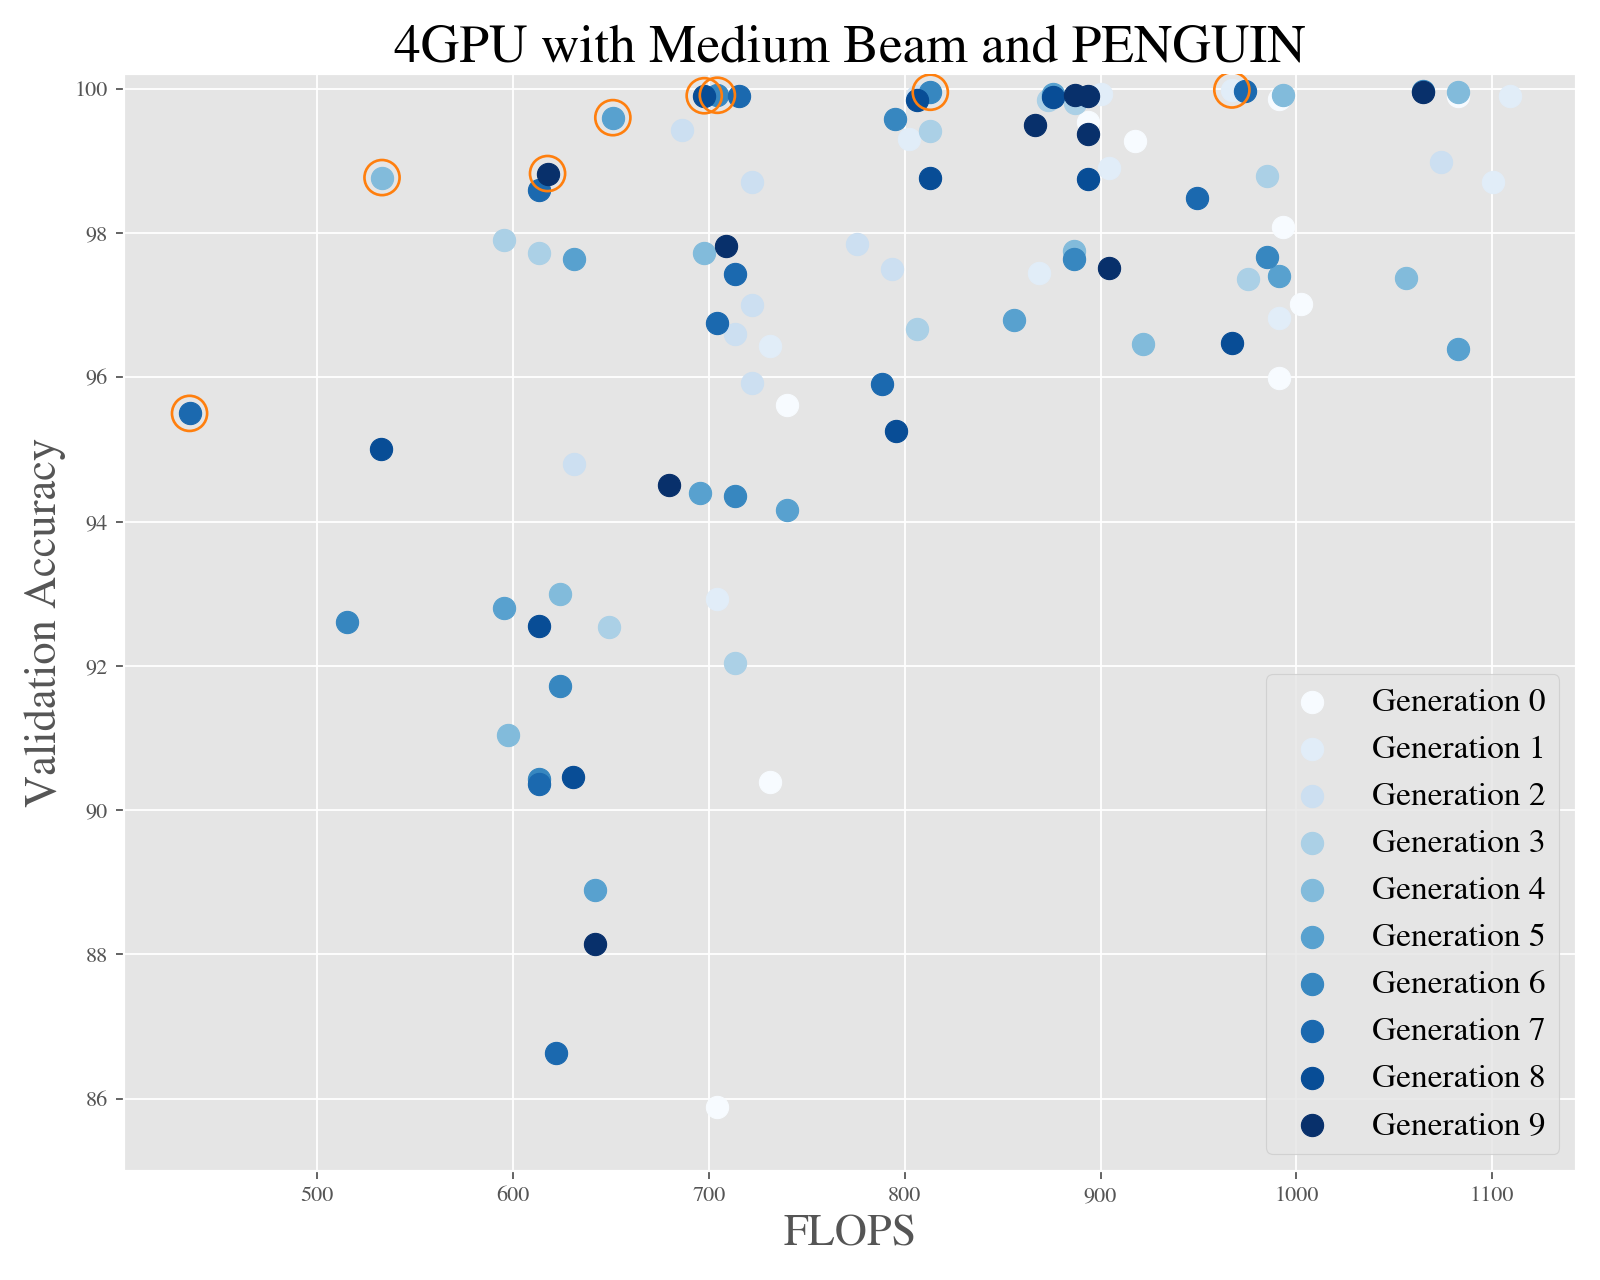 4GPU with Medium Beam and PENGUIN
100
98
96
94
92
90
88
86
Validation Accuracy
Generation 0
Generation 1
Generation 2
Generation 3
Generation 4
Generation 5
Generation 6
Generation 7
Generation 8
Generation 9
500 600 700 800 900 1000 1100
FLOPS